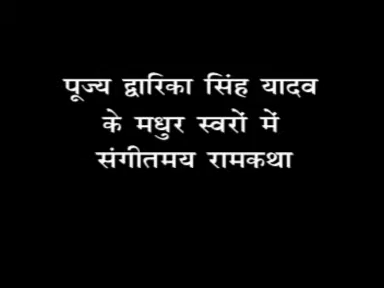 पूज्य द्वारिका सिंह यादव
के मधुर स्वरों में
संगीतमय रामकथा